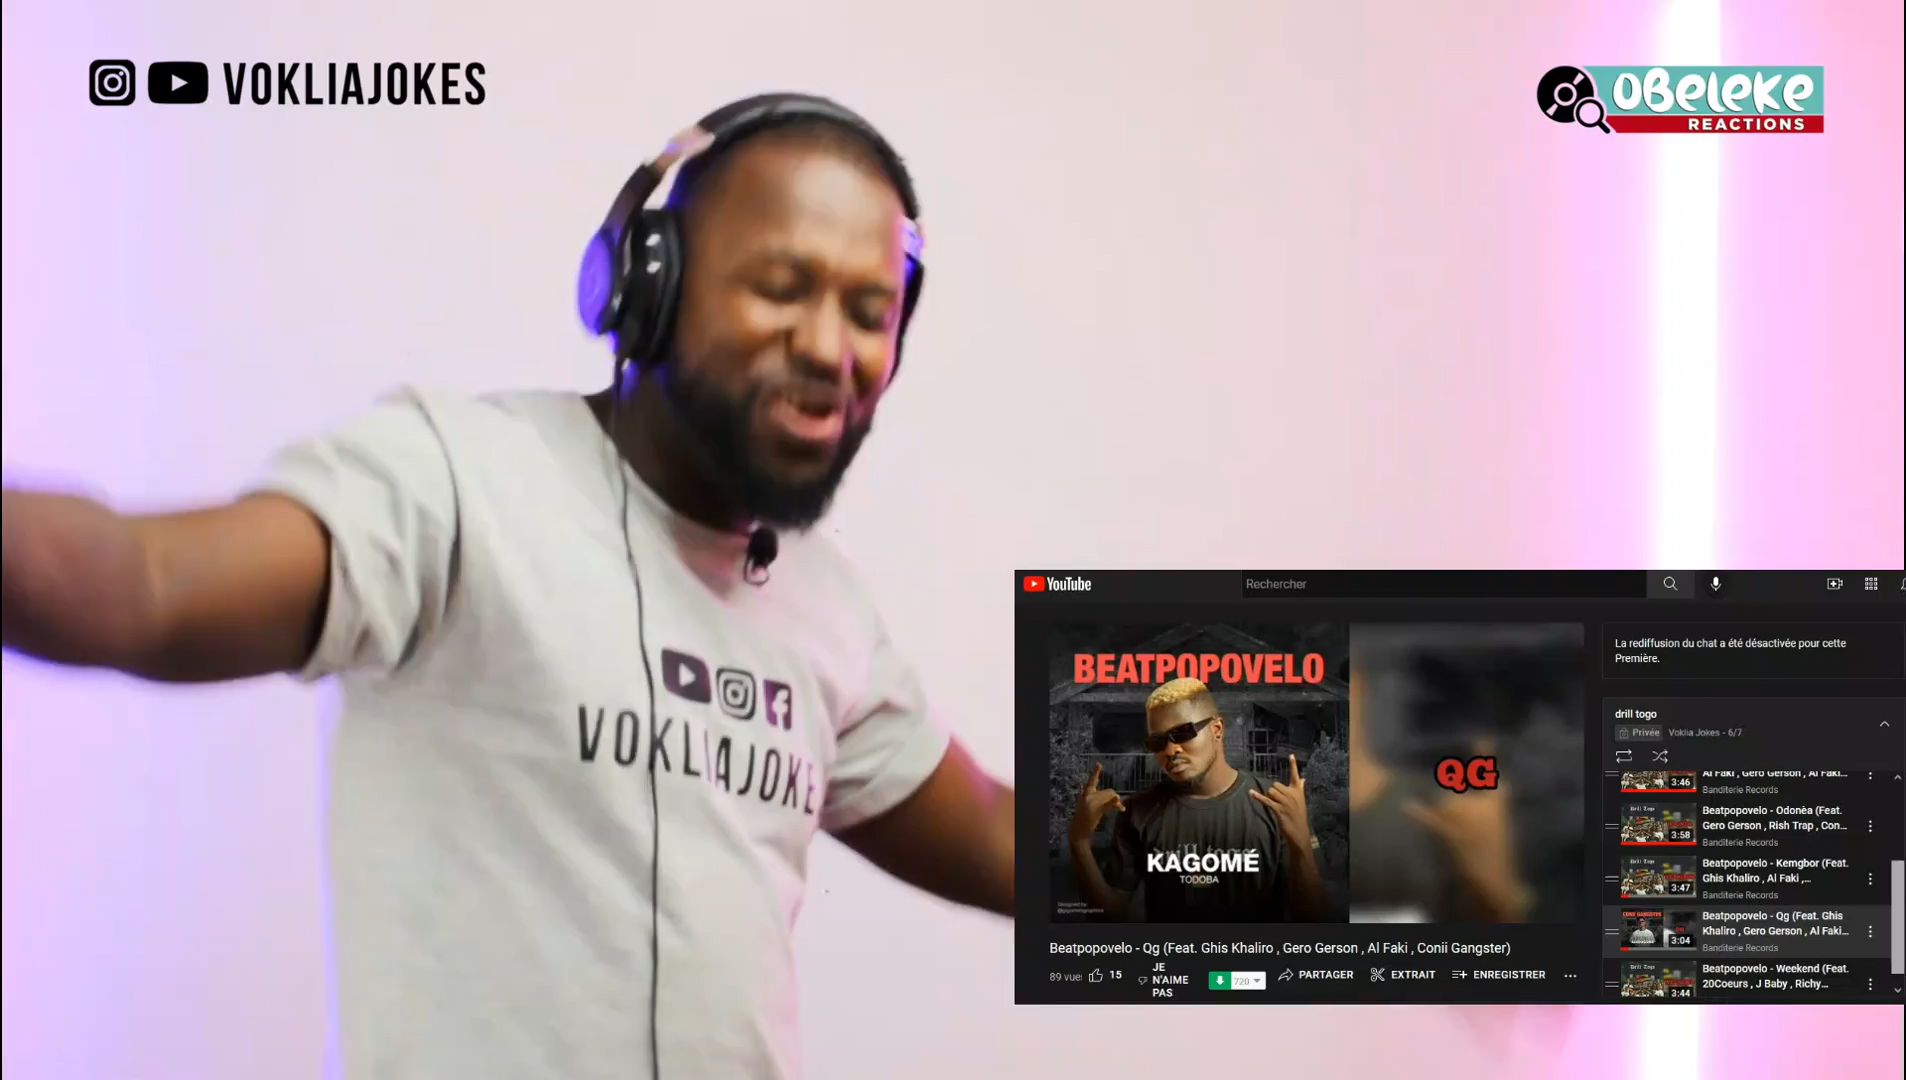 VOKLIAJOKES
OBELEKE
REACTIONS
VOKLIAJOKE
YouTube
Rechercher
BEATPOPOVELO
KAGOMÉ
TODOBA
QG
Beatpopovelo - Qg (Feat. Ghis Khaliro , Gero Gerson , Al Faki , Conii Gangster)
89 vues
15
JE N'AIME PAS
720
PARTAGER
EXTRAIT
ENREGISTRER
La rediffusion du chat a été désactivée pour cette
Première.
drill togo
Privée
Voklia Jokes - 6/7
Al Faki , Gero Gerson , Al Faki...
3:46
Banditerie Records
Beatpopovelo - Odonéa (Feat.
Gero Gerson , Rish Trap , Con...
3:58
Banditerie Records
Beatpopovelo - Kemgbor (Feat.
Ghis Khaliro , Al Faki ,...
3:47
Banditerie Records
Beatpopovelo - Qg (Feat. Ghis
Khaliro , Gero Gerson , Al Faki...
3:04
Banditerie Records
Beatpopovelo - Weekend (Feat.
20Coeurs , J Baby , Richy...
3:44